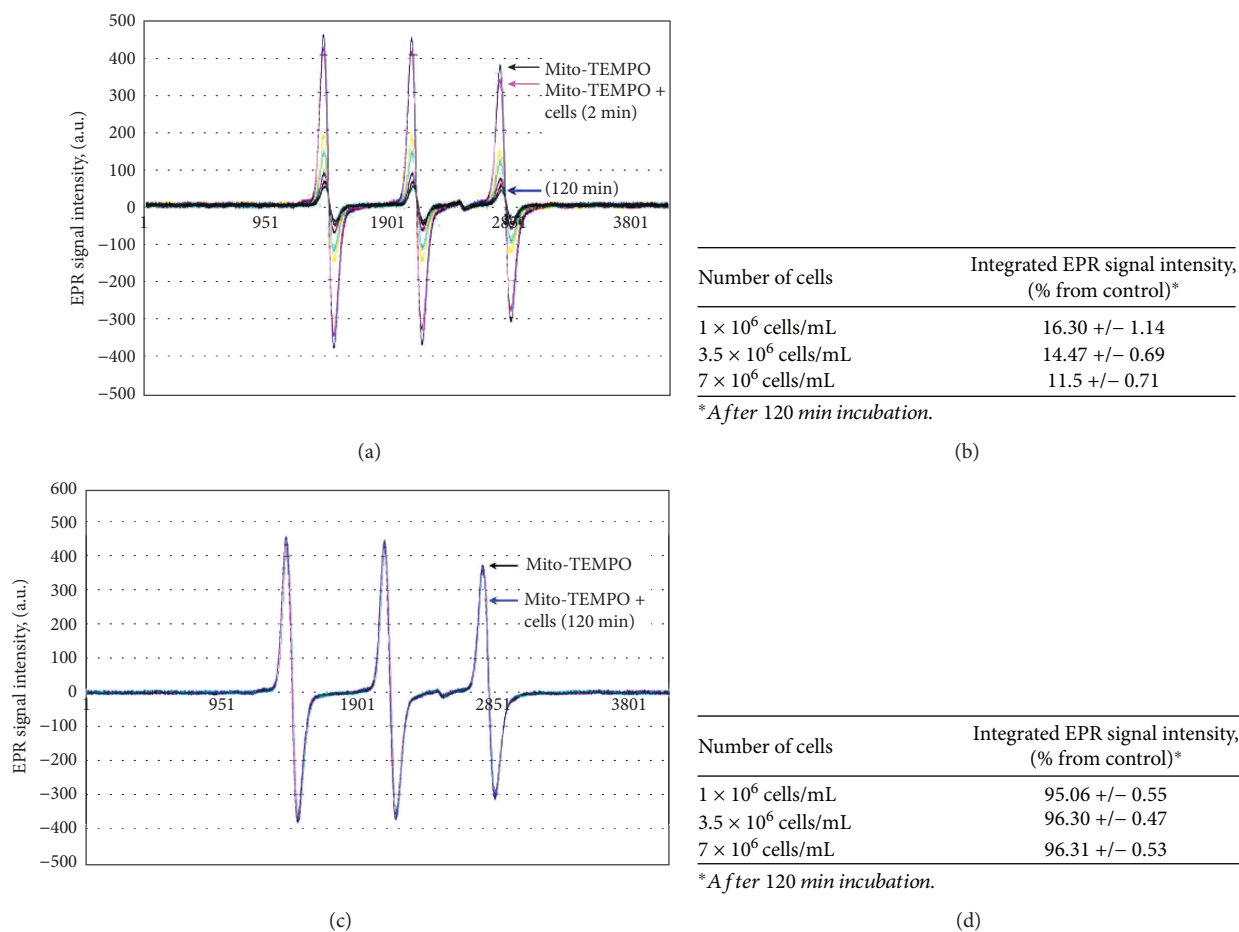 500
400
300
200
100
0
−100
−200
−300
−400
−500
EPR signal intensity, (a.u.)
1
951
1901
2851
3801
Mito-TEMPO
Mito-TEMPO +
cells (2 min)
(120 min)
(a)
Number of cells
Integrated EPR signal intensity,
(% from control)*
1 × 10⁶ cells/mL 16.30 +/− 1.14
3.5 × 10⁶ cells/mL 14.47 +/− 0.69
7 × 10⁶ cells/mL 11.5 +/− 0.71
*After 120 min incubation.
(b)
600
500
400
300
200
100
0
−100
−200
−300
−400
−500
EPR signal intensity, (a.u.)
1
951
1901
2851
3801
Mito-TEMPO
Mito-TEMPO +
cells (120 min)
(c)
Number of cells
Integrated EPR signal intensity,
(% from control)*
1 × 10⁶ cells/mL 95.06 +/− 0.55
3.5 × 10⁶ cells/mL 96.30 +/− 0.47
7 × 10⁶ cells/mL 96.31 +/− 0.53
*After 120 min incubation.
(d)